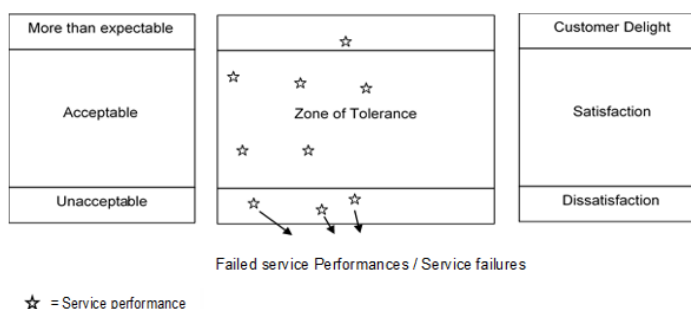 More than expectable
Customer Delight
Acceptable
Zone of Tolerance
Satisfaction
Unacceptable
Dissatisfaction
Failed service Performances / Service failures
☆ = Service performance